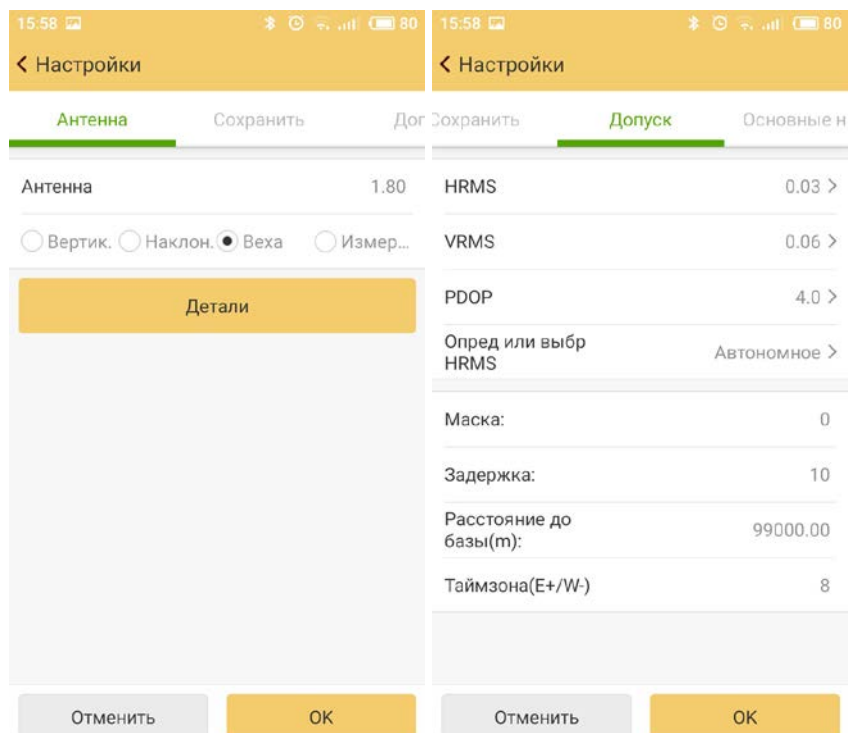 15:58 80
Настройки
Антенна Сохранить Доп
Антенна 1.80
Вертик. Наклон. Веха Измер...
Детали
Отменить OK
15:58 80
Настройки
Сохранить Допуск Основные н
HRMS 0.03
VRMS 0.06
PDOP 4.0
Опред или выбр
HRMS Автономное
Маска: 0
Задержка: 10
Расстояние до
базы(m): 99000.00
Таймзона(E+/W-) 8
Отменить OK